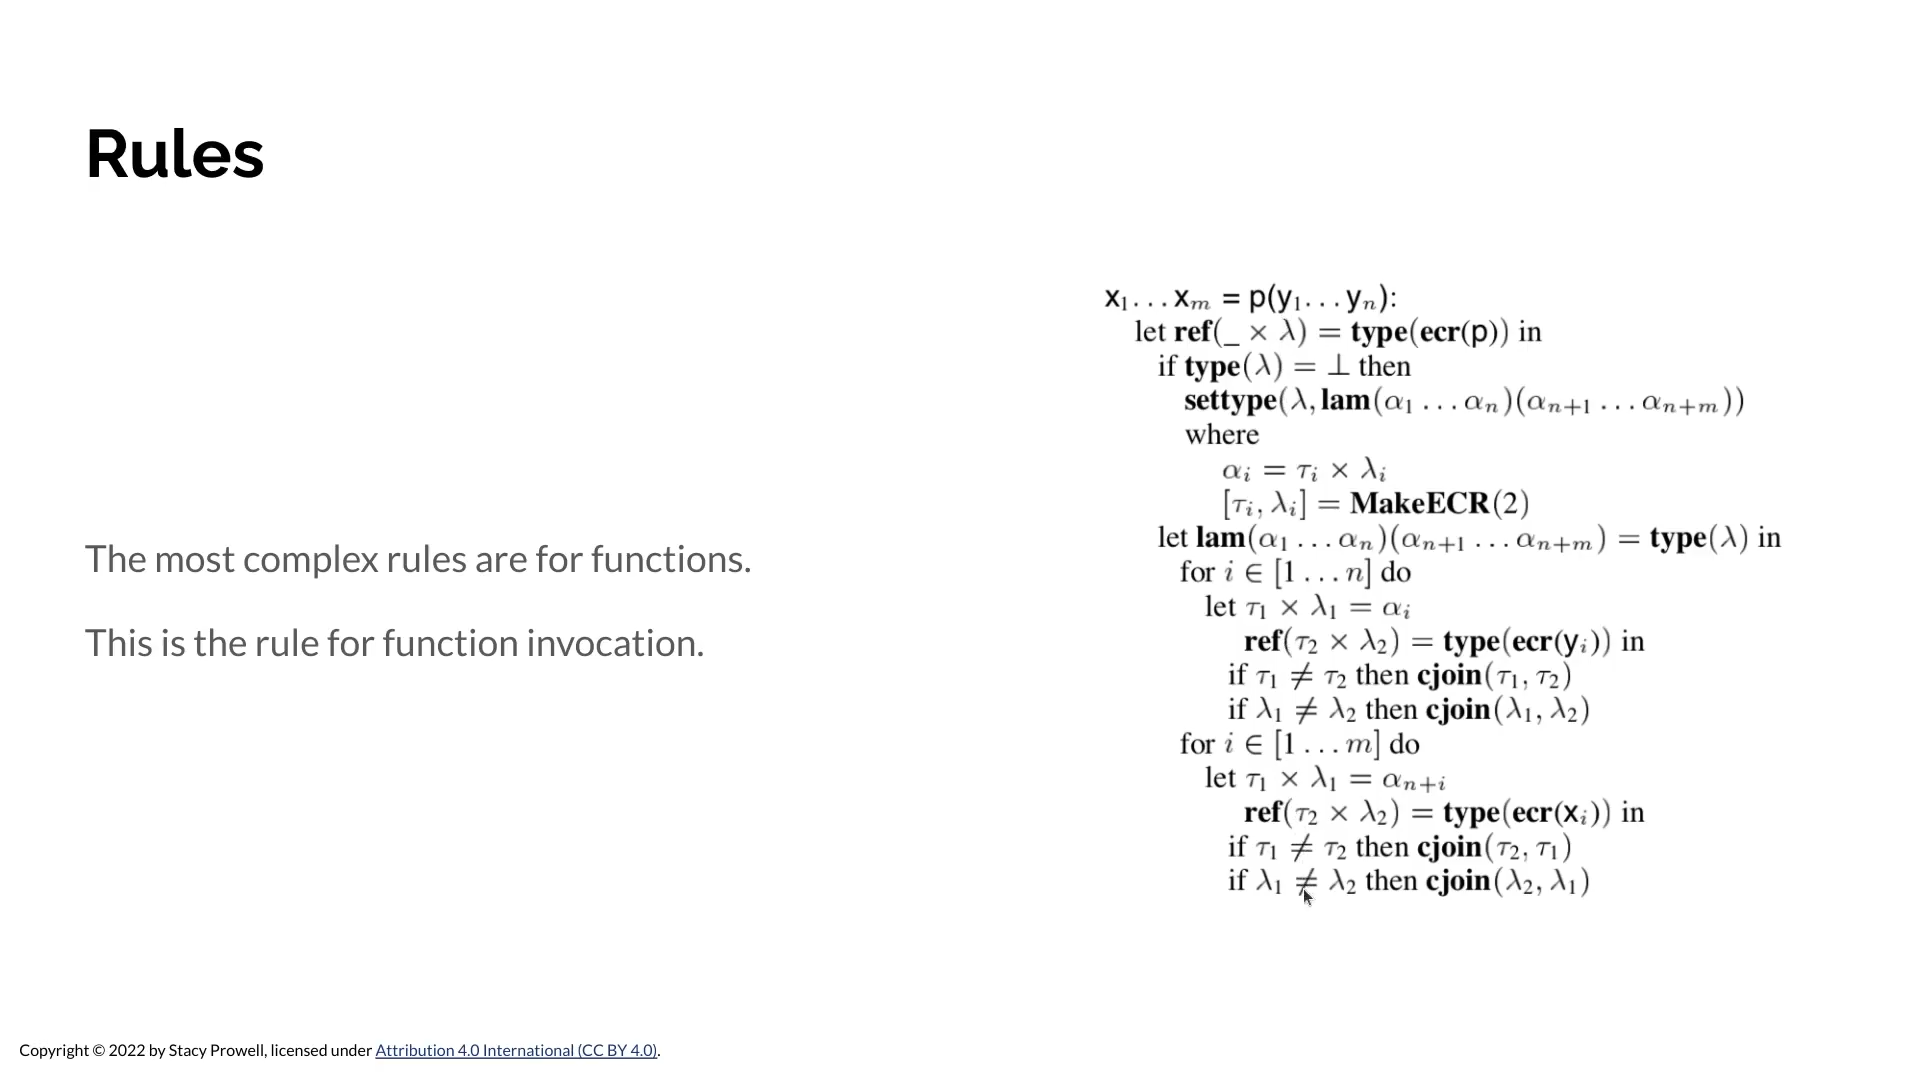 Rules
The most complex rules are for functions.
This is the rule for function invocation.
x₁...xₘ = p(y₁...yₙ):
let ref(_ × λ) = type(ecr(p)) in
if type(λ) = ⊥ then
settype(λ, lam(α₁...αₙ)(αₙ₊₁...αₙ₊ₘ))
where
αᵢ = τᵢ × λᵢ
[τᵢ, λᵢ] = MakeECR(2)
let lam(α₁...αₙ)(αₙ₊₁...αₙ₊ₘ) = type(λ) in
for i ∈ [1...n] do
let τ₁ × λ₁ = αᵢ
ref(τ₂ × λ₂) = type(ecr(yᵢ)) in
if τ₁ ≠ τ₂ then cjoin(τ₁, τ₂)
if λ₁ ≠ λ₂ then cjoin(λ₁, λ₂)
for i ∈ [1...m] do
let τ₁ × λ₁ = αₙ₊ᵢ
ref(τ₂ × λ₂) = type(ecr(xᵢ)) in
if τ₁ ≠ τ₂ then cjoin(τ₂, τ₁)
if λ₁ ≠ λ₂ then cjoin(λ₂, λ₁)
Copyright © 2022 by Stacy Prowell, licensed under Attribution 4.0 International (CC BY 4.0).